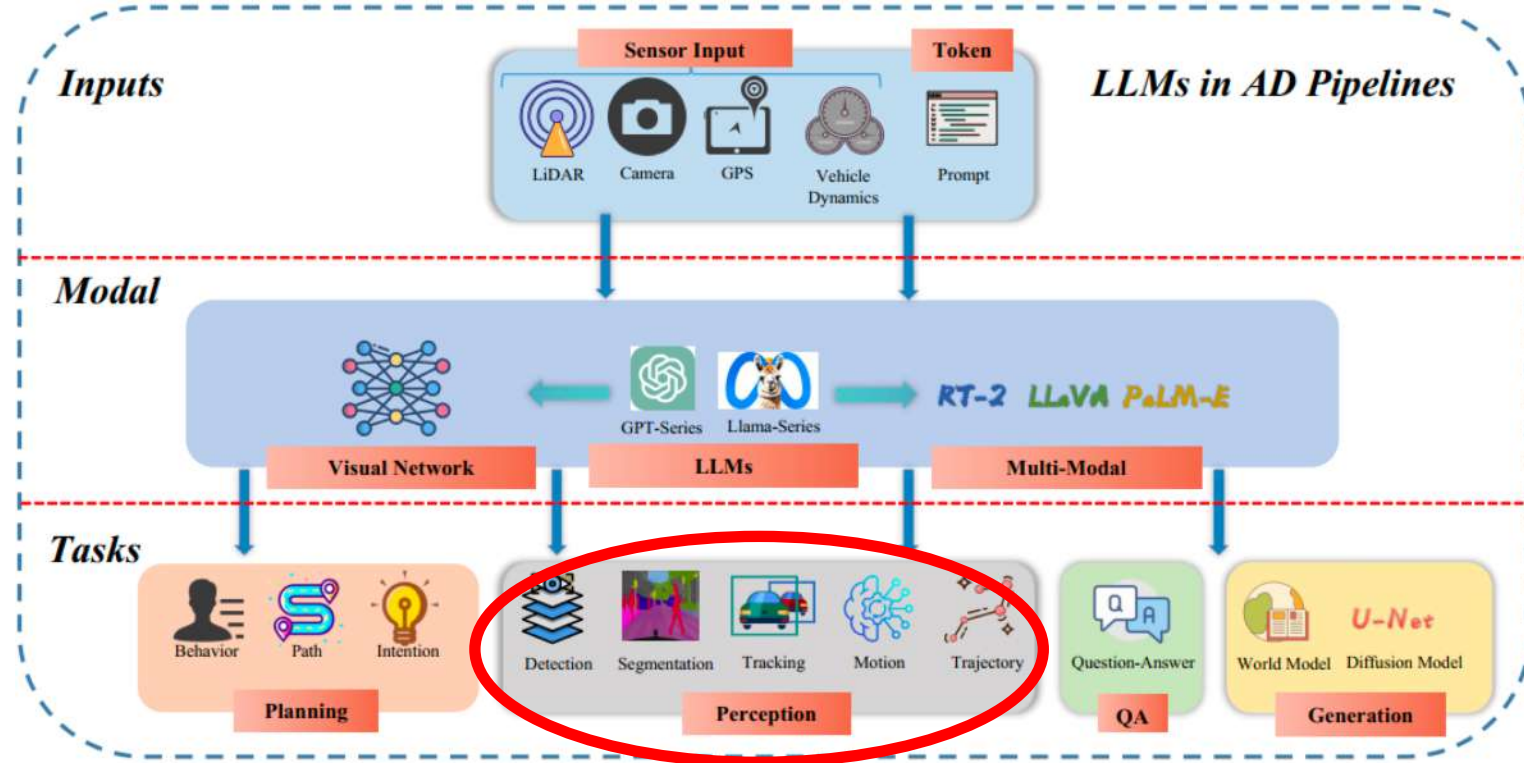 Inputs
Sensor Input
Token
LLMs in AD Pipelines
LiDAR
Camera
GPS
Vehicle
Dynamics
Prompt
Modal
GPT-Series
Llama-Series
RT-2 LLaVA PaLM-E
Visual Network
LLMs
Multi-Modal
Tasks
Behavior
Path
Intention
Planning
Detection
Segmentation
Tracking
Motion
Trajectory
Perception
Q
A
Question-Answer
QA
U-Net
World Model
Diffusion Model
Generation